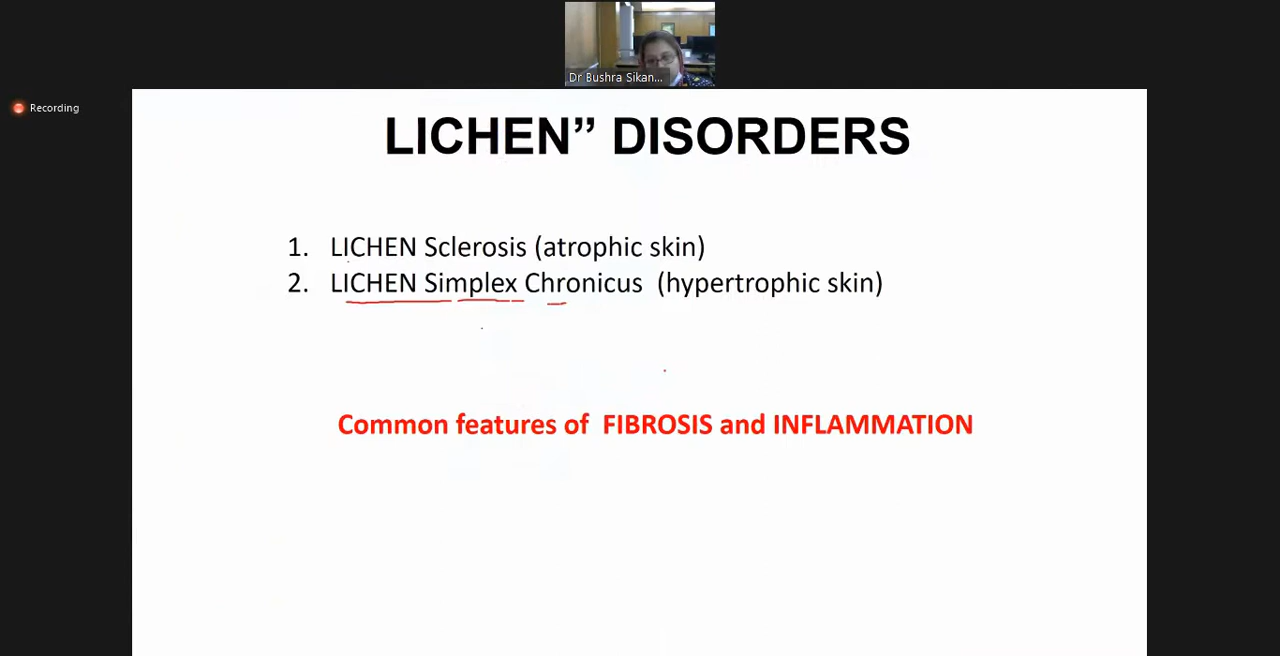 Dr Bushra Sikan...
Recording
LICHEN” DISORDERS
1. LICHEN Sclerosis (atrophic skin)
2. LICHEN Simplex Chronicus (hypertrophic skin)
Common features of FIBROSIS and INFLAMMATION